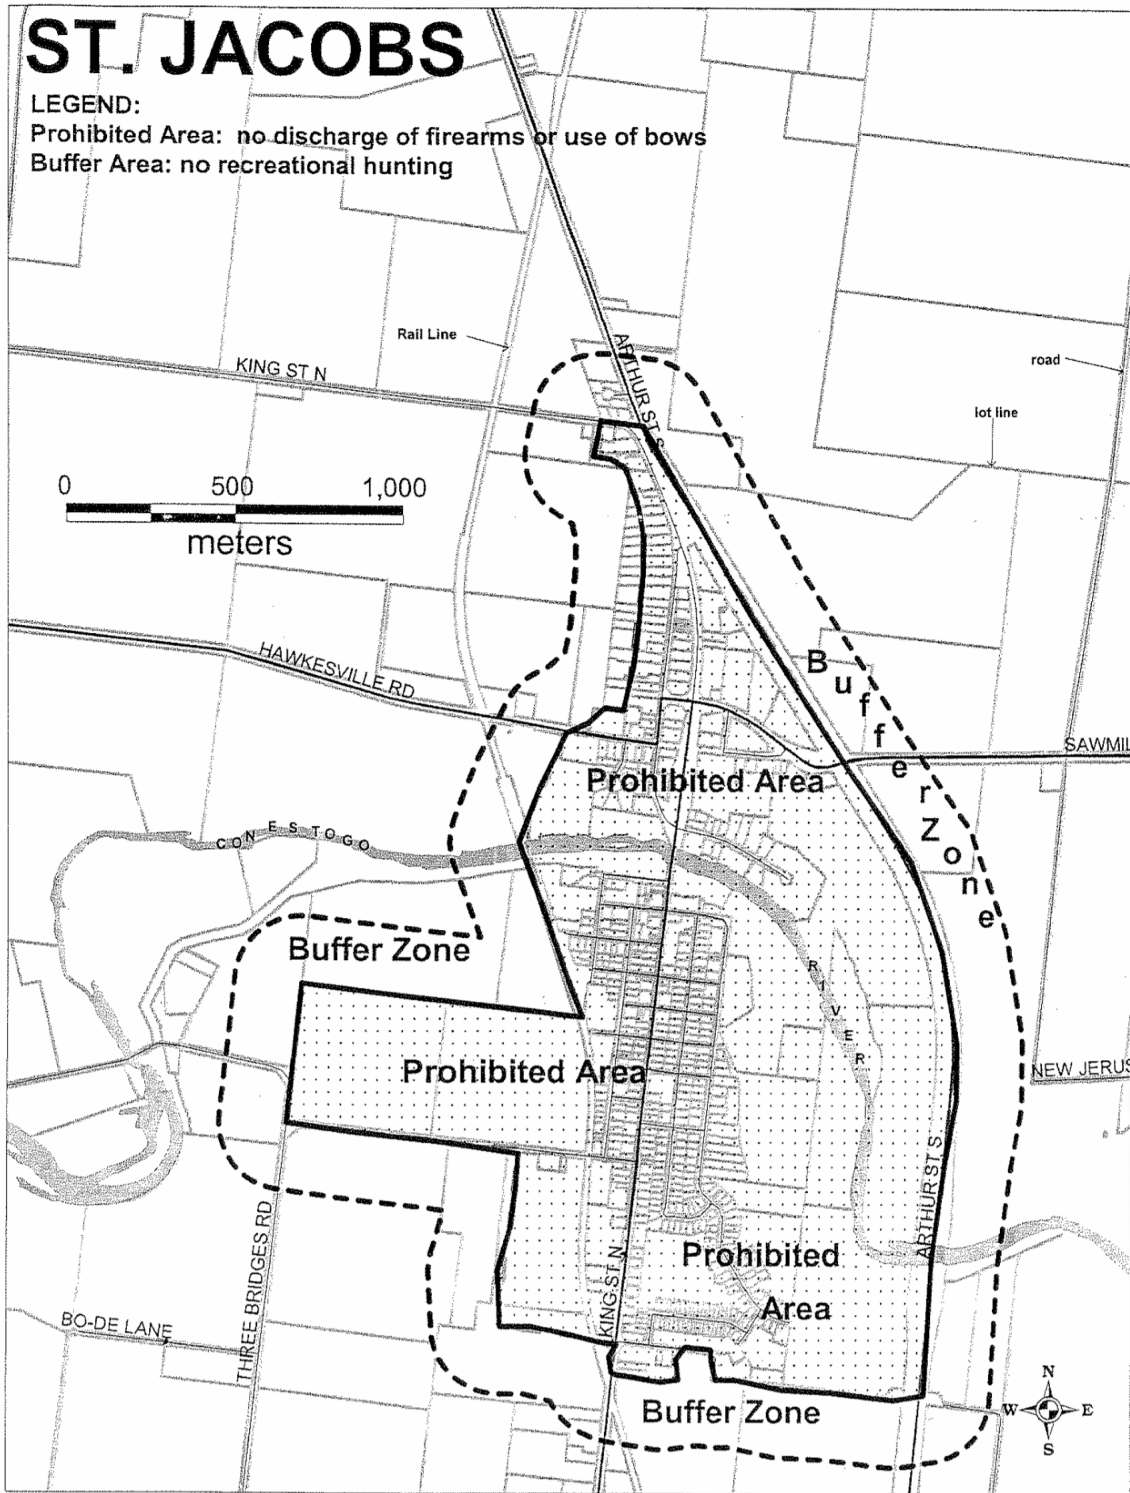 ST. JACOBS
LEGEND:
Prohibited Area: no discharge of firearms or use of bows
Buffer Area: no recreational hunting
Rail Line
ARTHUR ST S
road
KING ST N
lot line
0 500 1,000
meters
HAWKESVILLE RD
Buffer Zone
SAWMIL
Prohibited Area
CONESTOGO
Buffer Zone
RIVER
Prohibited Area
NEW JERUS
ARTHUR ST S
THREE BRIDGES RD
KING ST N
Prohibited
Area
BO-DE LANE
Buffer Zone
N
W E
S